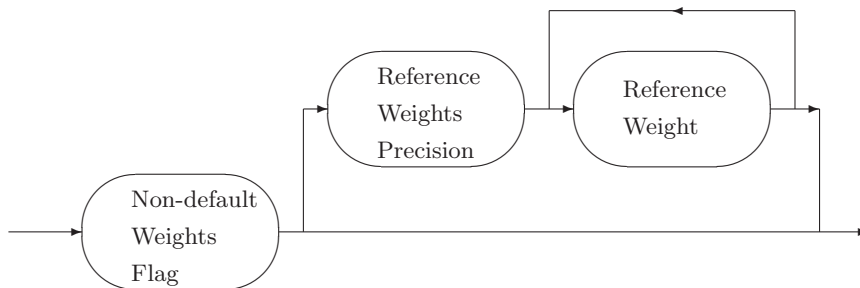 Reference
Weights
Precision
Reference
Weight
Non-default
Weights
Flag